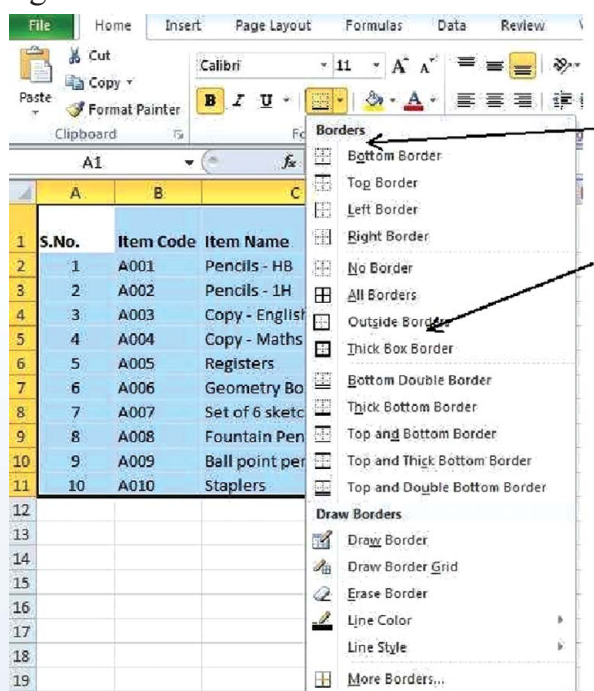 File Home Insert Page Layout Formulas Data Review
Cut
Copy
Paste
Format Painter
Clipboard
Calibri 11 A A
B I U A
A1 fx
A B C
1 S.No. Item Code Item Name
2 1 A001 Pencils - HB
3 2 A002 Pencils - 1H
4 3 A003 Copy - English
5 4 A004 Copy - Maths
6 5 A005 Registers
7 6 A006 Geometry Bo
8 7 A007 Set of 6 sketc
9 8 A008 Fountain Pen
10 9 A009 Ball point pen
11 10 A010 Staplers
12
13
14
15
16
17
18
19
Borders
Bottom Border
Top Border
Left Border
Right Border
No Border
All Borders
Outside Borders
Thick Box Border
Bottom Double Border
Thick Bottom Border
Top and Bottom Border
Top and Thick Bottom Border
Top and Double Bottom Border
Draw Borders
Draw Border
Draw Border Grid
Erase Border
Line Color
Line Style
More Borders...